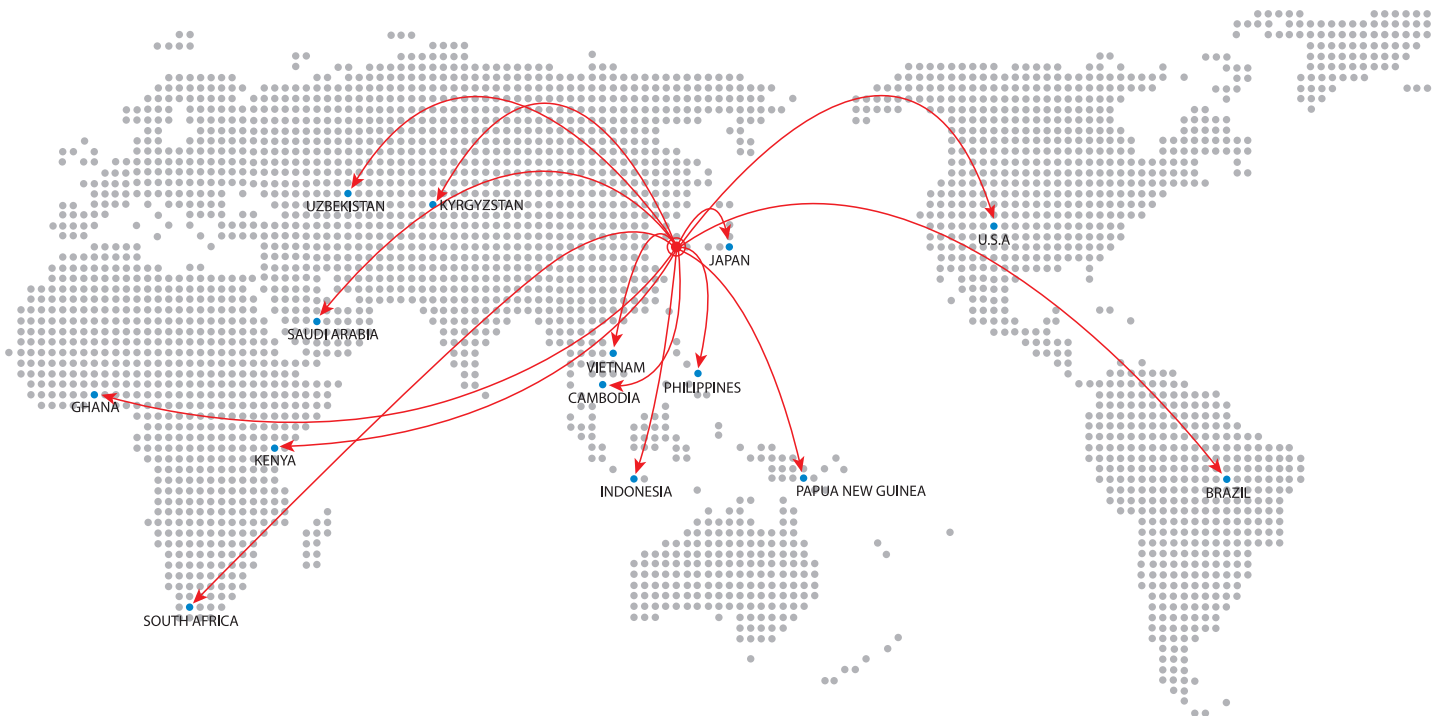 UZBEKISTAN
KYRGYZSTAN
U.S.A
JAPAN
SAUDI ARABIA
VIETNAM
PHILIPPINES
CAMBODIA
GHANA
KENYA
INDONESIA
PAPUA NEW GUINEA
BRAZIL
SOUTH AFRICA